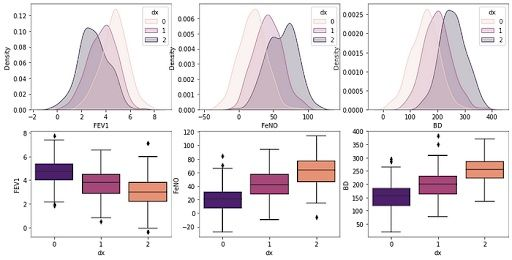 dx
0
1
2
Density
0.12
0.10
0.08
0.06
0.04
0.02
0.00
−2 0 2 4 6 8
FEV1
dx
0
1
2
Density
0.006
0.005
0.004
0.003
0.002
0.001
0.000
−50 0 50 100
FeNO
dx
0
1
2
Density
0.0025
0.0020
0.0015
0.0010
0.0005
0.0000
0 100 200 300 400
BD
FEV1
8
6
4
2
0
0 1 2
dx
FeNO
120
100
80
60
40
20
0
−20
0 1 2
dx
BD
400
350
300
250
200
150
100
50
0 1 2
dx